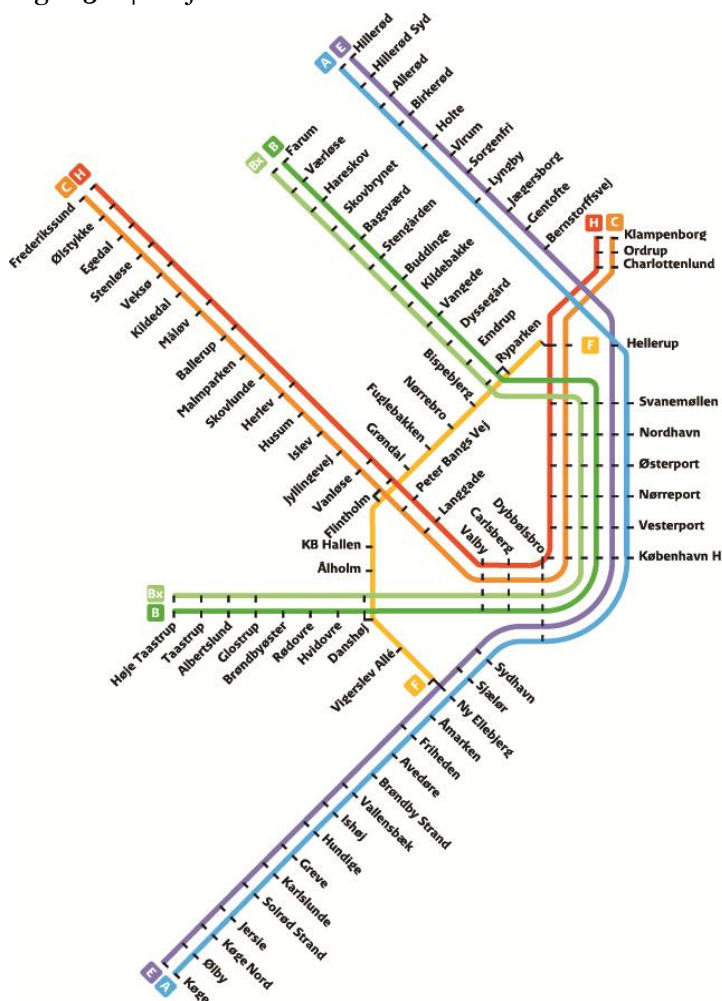 A
E
Hillerød
Hillerød Syd
Allerød
Birkerød
Holte
Virum
Sorgenfri
Lyngby
Jægersborg
Gentofte
Bernstorffsvej
Bx
B
Farum
Værløse
Hareskov
Skovbrynet
Bagsværd
Stengården
Buddinge
Kildebakke
Vangede
Dyssegård
Emdrup
Ryparken
Bispebjerg
Nørrebro
Fuglebakken
Grøndal
C
H
Frederikssund
Ølstykke
Egedal
Stenløse
Veksø
Kildedal
Måløv
Ballerup
Malmparken
Skovlunde
Herlev
Husum
Islev
Jyllingevej
Vanløse
Flintholm
Peter Bangs Vej
Langgade
Valby
Carlsberg
Dybbølsbro
H
C
Klampenborg
Ordrup
Charlottenlund
F
Hellerup
Svanemøllen
Nordhavn
Østerport
Nørreport
Vesterport
København H
KB Hallen
Ålholm
Bx
B
Høje Taastrup
Taastrup
Albertslund
Glostrup
Brøndbyøster
Rødovre
Hvidovre
Danshøj
Vigerslev Allé
F
Sydhavn
Sjælør
Ny Ellebjerg
Åmarken
Friheden
Avedøre
Brøndby Strand
Vallensbæk
Ishøj
Hundige
Greve
Karlslunde
Solrød Strand
Jersie
Køge Nord
Ølby
Køge
E
A